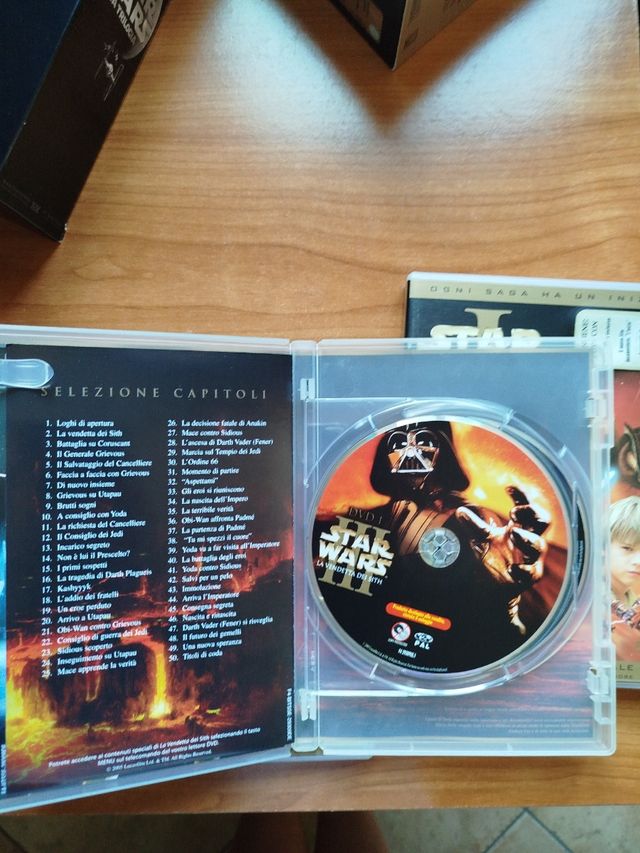 WARS
TRILOGY
OGNI SAGA HA UN INIZ
I
STAR
SELEZIONE CAPITOLI
1. Loghi di apertura
2. La vendetta dei Sith
3. Battaglia su Coruscant
4. Il Generale Grievous
5. Il Salvataggio del Cancelliere
6. Faccia a faccia con Grievous
7. Di nuovo insieme
8. Grievous su Utapau
9. Brutti sogni
10. A consiglio con Yoda
11. La richiesta del Cancelliere
12. Il Consiglio dei Jedi
13. Incarico segreto
14. Non è lui il Prescelto?
15. I primi sospetti
16. La tragedia di Darth Plagueis
17. Kashyyyk
18. L'addio dei fratelli
19. Un eroe perduto
20. Arrivo a Utapau
21. Obi-Wan contro Grievous
22. Consiglio di guerra dei Jedi
23. Sidious scoperto
24. Inseguimento su Utapau
25. Mace apprende la verità
26. La decisione fatale di Anakin
27. Mace contro Sidious
28. L'ascesa di Darth Vader (Fener)
29. Marcia sul Tempio dei Jedi
30. L'Ordine 66
31. Momento di partire
32. "Aspettami"
33. Gli eroi si riuniscono
34. La nascita dell'Impero
35. La terribile verità
36. Obi-Wan affronta Padmé
37. La partenza di Padmé
38. "Tu mi spezzi il cuore"
39. Yoda va a far visita all'Imperatore
40. La battaglia degli eroi
41. Yoda contro Sidious
42. Salvi per un pelo
43. Immolazione
44. Arriva l'Imperatore
45. Consegna segreta
46. Nascita e rinascita
47. Darth Vader (Fener) si risveglia
48. Il futuro dei gemelli
49. Una nuova speranza
50. Titoli di coda
Potrete accedere ai contenuti speciali di La Vendetta dei Sith selezionando il tasto
MENU sul telecomando del vostro lettore DVD.
© 2005 Lucasfilm Ltd. & TM. All Rights Reserved.
DVD 1
III
STAR
WARS
LA VENDETTA DEI SITH
PAL